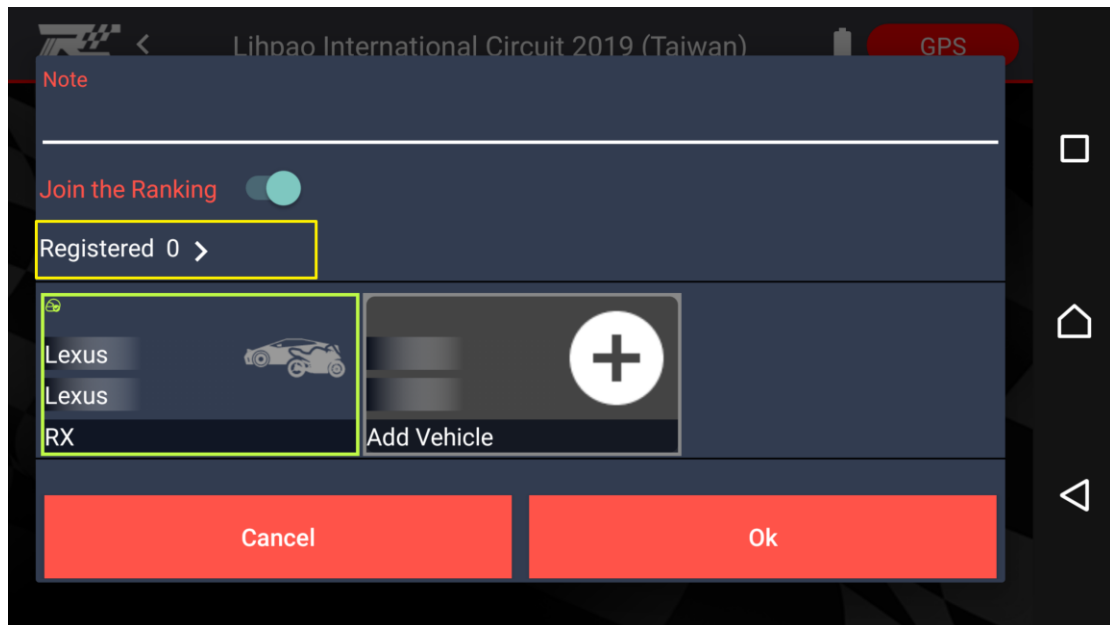 Lihpao International Circuit 2019 (Taiwan)
GPS
Note
Join the Ranking
Registered 0
Lexus
Lexus
RX
Add Vehicle
Cancel
Ok